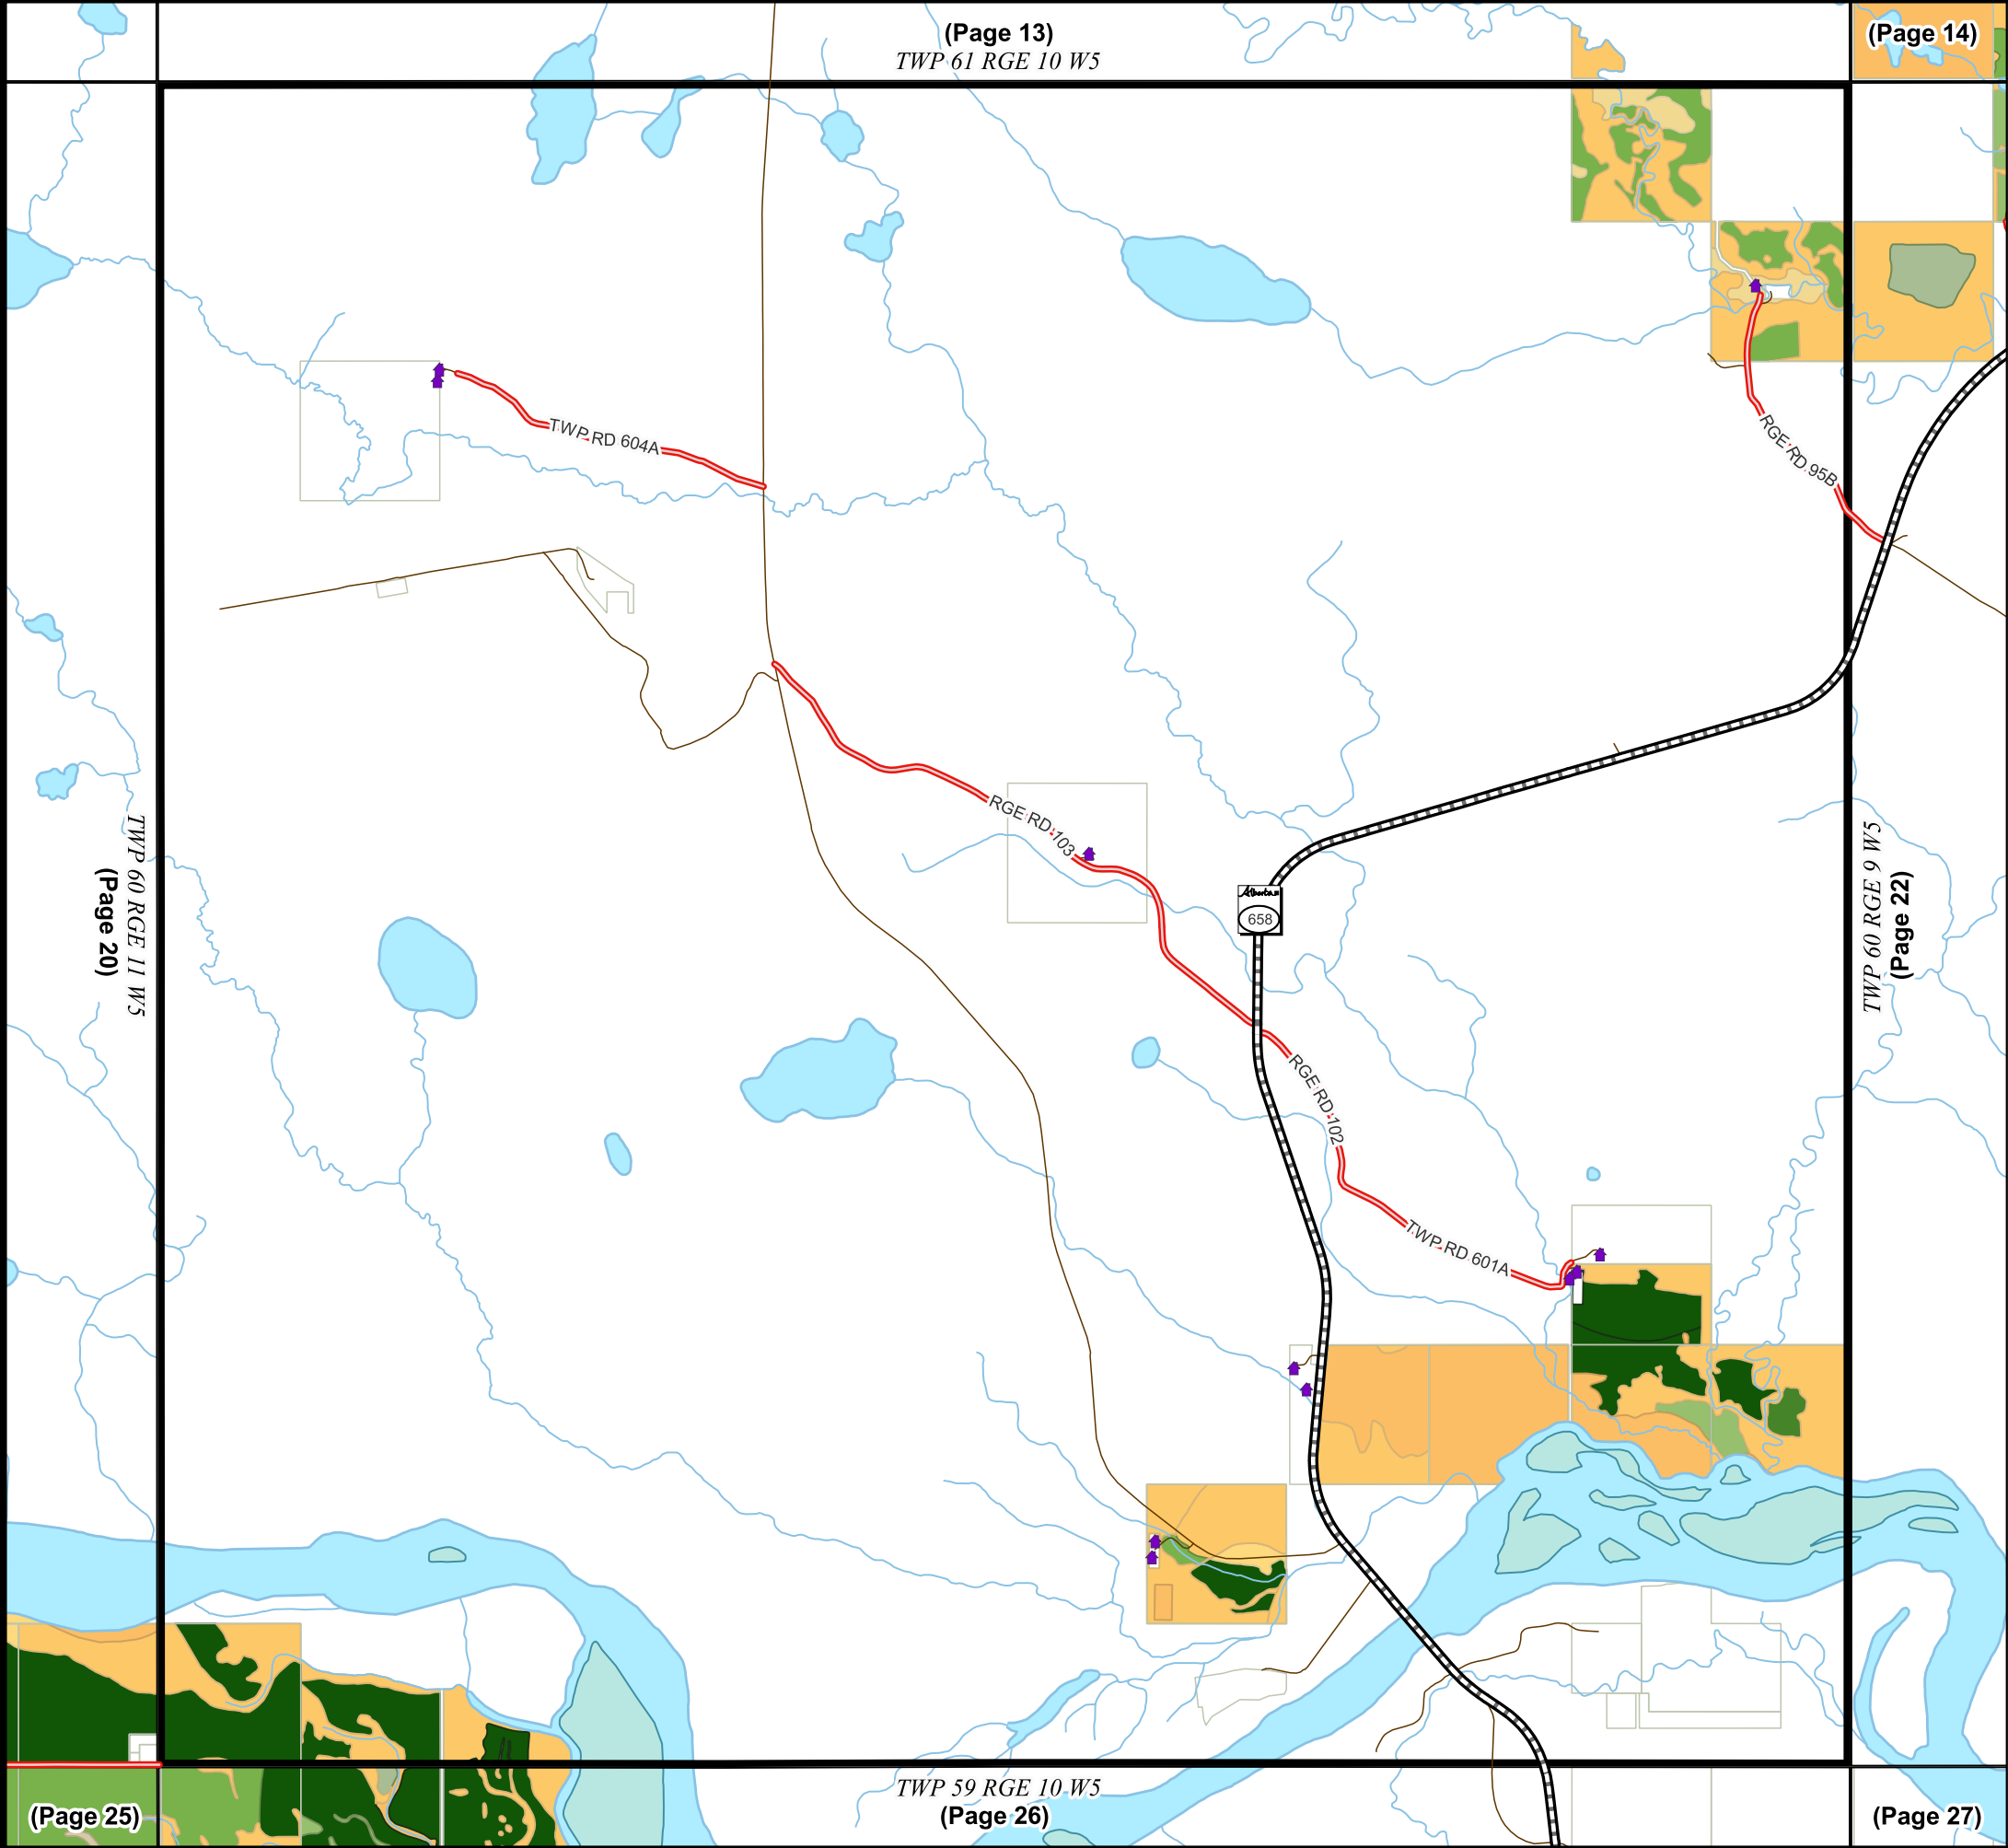 (Page 13)
TWP 61 RGE 10 W5
(Page 14)
TWP RD 604A
RGE RD 95B
RGE RD 103
Alberta
658
TWP 60 RGE 11 W5
(Page 20)
TWP 60 RGE 9 W5
(Page 22)
RGE RD 102
TWP RD 601A
TWP 59 RGE 10 W5
(Page 25)
(Page 26)
(Page 27)